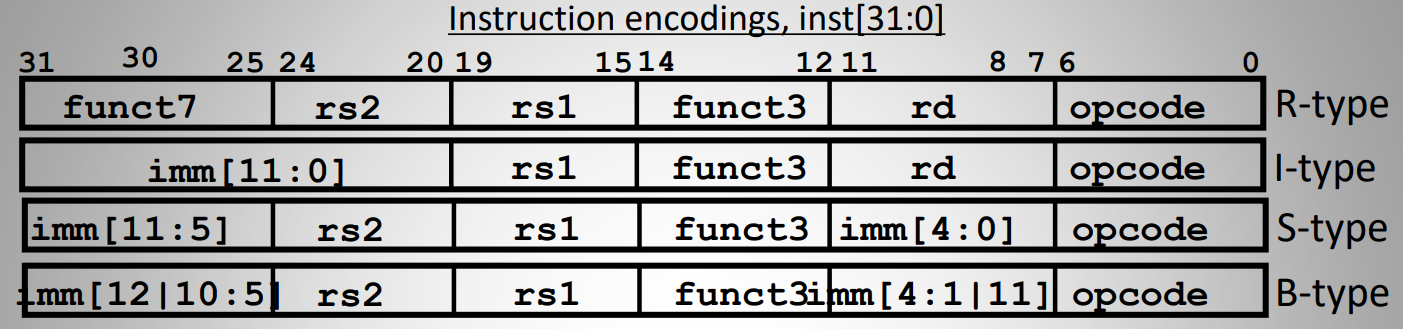 Instruction encodings, inst[31:0]
31 30 25 24 20 19 15 14 12 11 8 7 6 0
funct7 rs2 rs1 funct3 rd opcode R-type
imm[11:0] rs1 funct3 rd opcode I-type
imm[11:5] rs2 rs1 funct3 imm[4:0] opcode S-type
imm[12|10:5] rs2 rs1 funct3 imm[4:1|11] opcode B-type